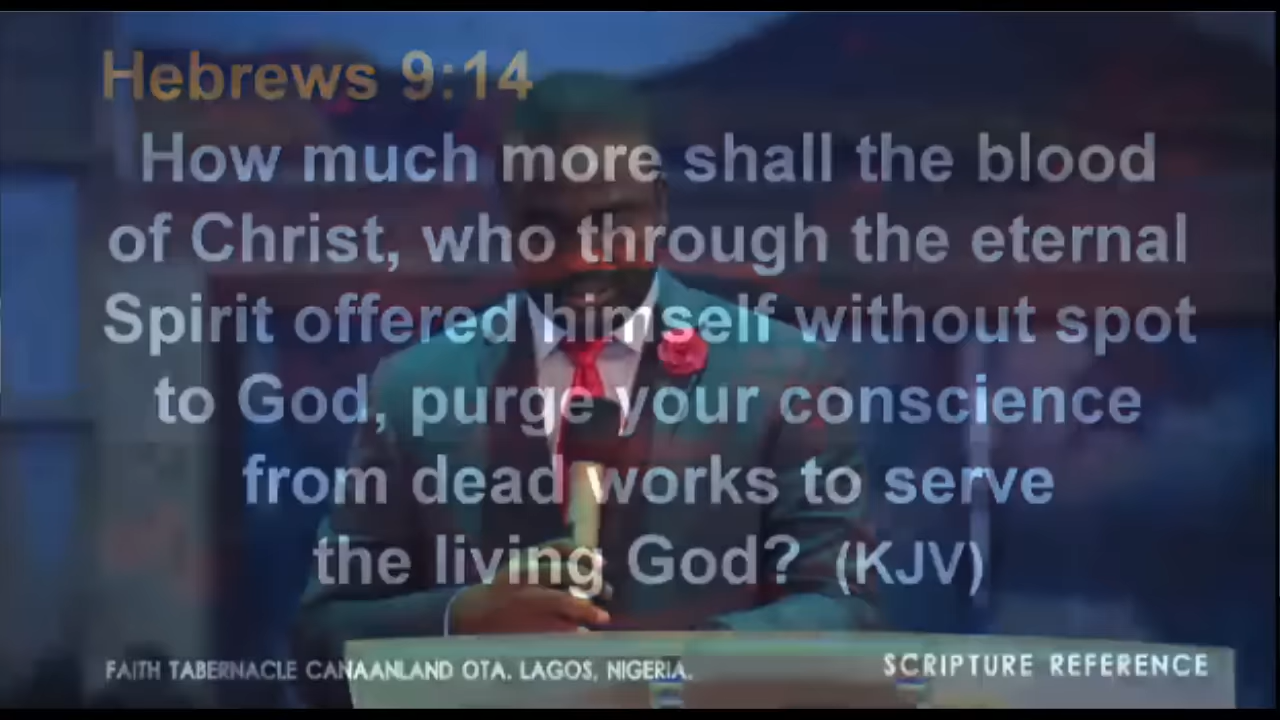 Hebrews 9:14
How much more shall the blood
of Christ, who through the eternal
Spirit offered himself without spot
to God, purge your conscience
from dead works to serve
the living God? (KJV)
FAITH TABERNACLE CANAANLAND OTA. LAGOS, NIGERIA.
SCRIPTURE REFERENCE